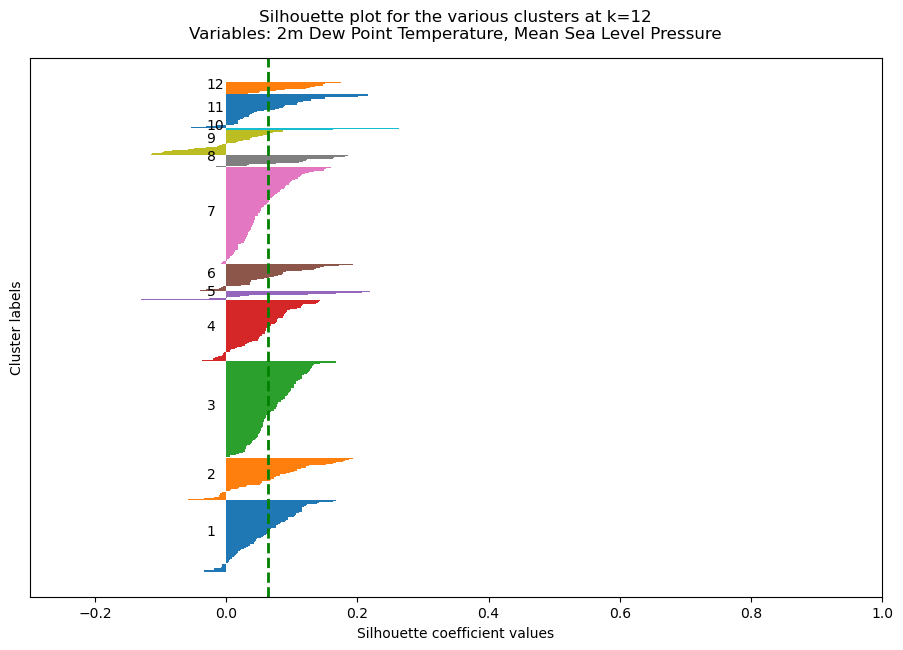 Silhouette plot for the various clusters at k=12
Variables: 2m Dew Point Temperature, Mean Sea Level Pressure
12
11
10
9
8
7
6
5
4
3
2
1
Cluster labels
−0.2 0.0 0.2 0.4 0.6 0.8 1.0
Silhouette coefficient values